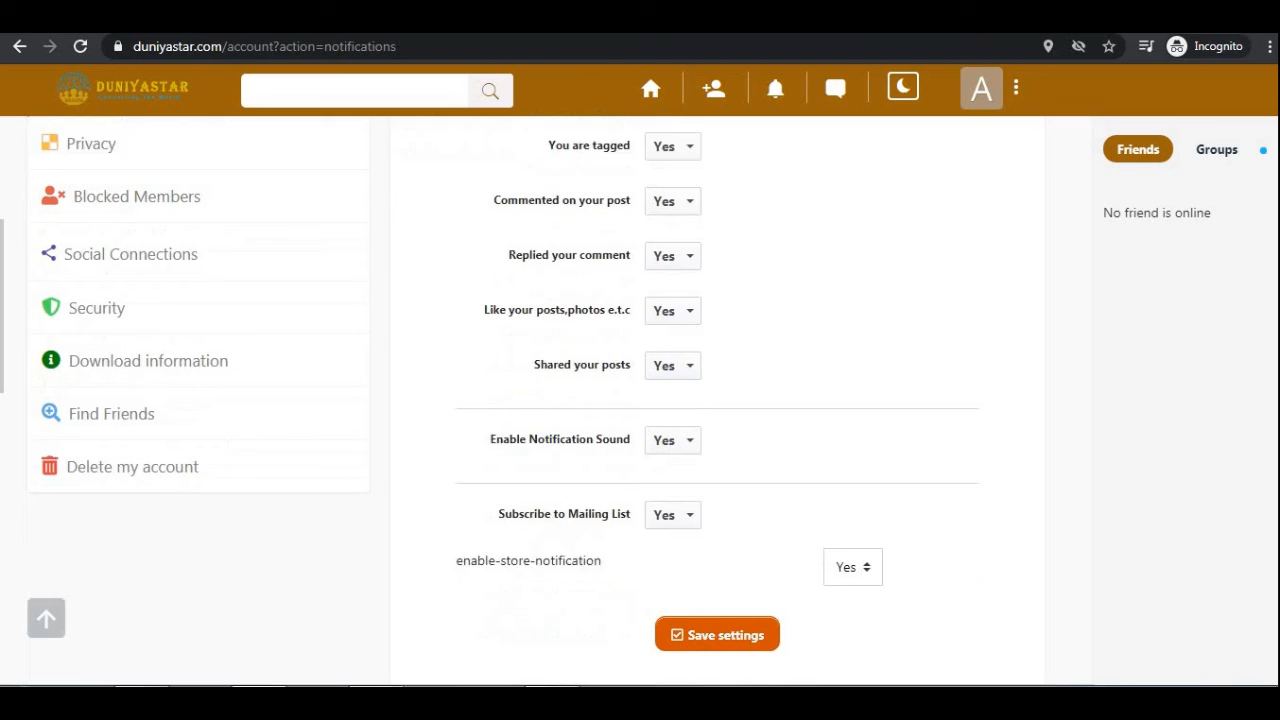 duniyastar.com/account?action=notifications
Incognito
DUNIYASTAR
A
Privacy
Blocked Members
Social Connections
Security
Download information
Find Friends
Delete my account
You are tagged Yes
Commented on your post Yes
Replied your comment Yes
Like your posts,photos e.t.c Yes
Shared your posts Yes
Enable Notification Sound Yes
Subscribe to Mailing List Yes
enable-store-notification Yes
Save settings
Friends Groups
No friend is online